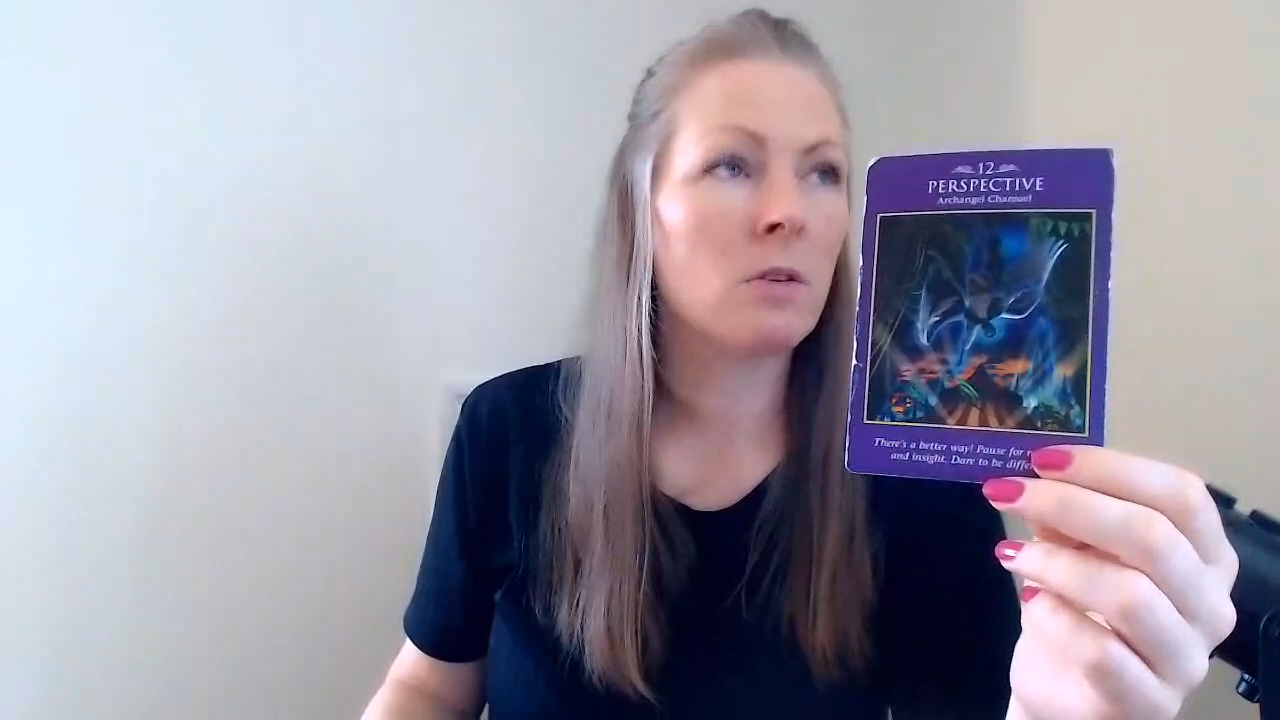 12
PERSPECTIVE
Archangel Chamuel
There's a better way! Pause for
and insight. Dare to be